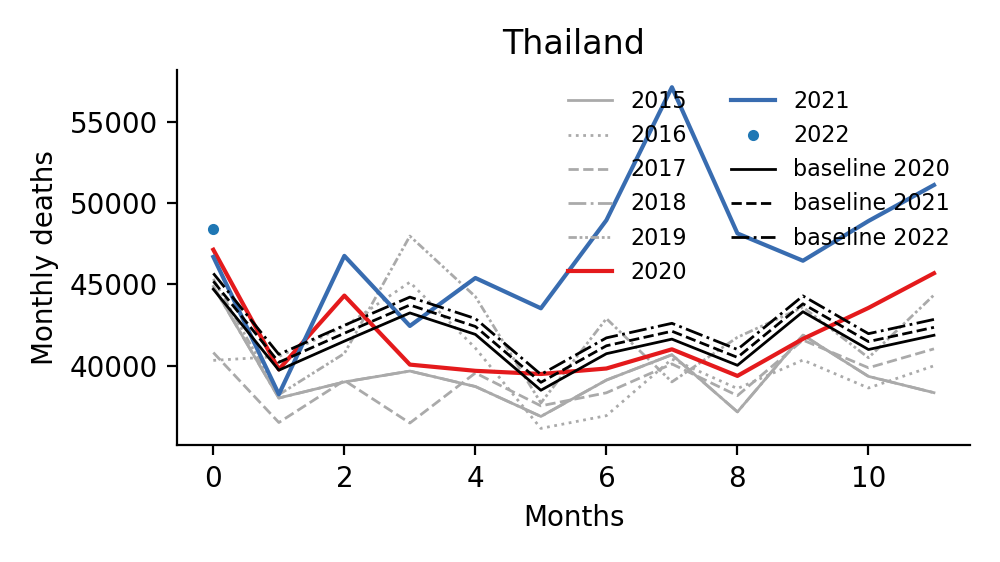 Thailand
Monthly deaths
55000
50000
45000
40000
2015
2016
2017
2018
2019
2020
2021
2022
baseline 2020
baseline 2021
baseline 2022
0 2 4 6 8 10
Months